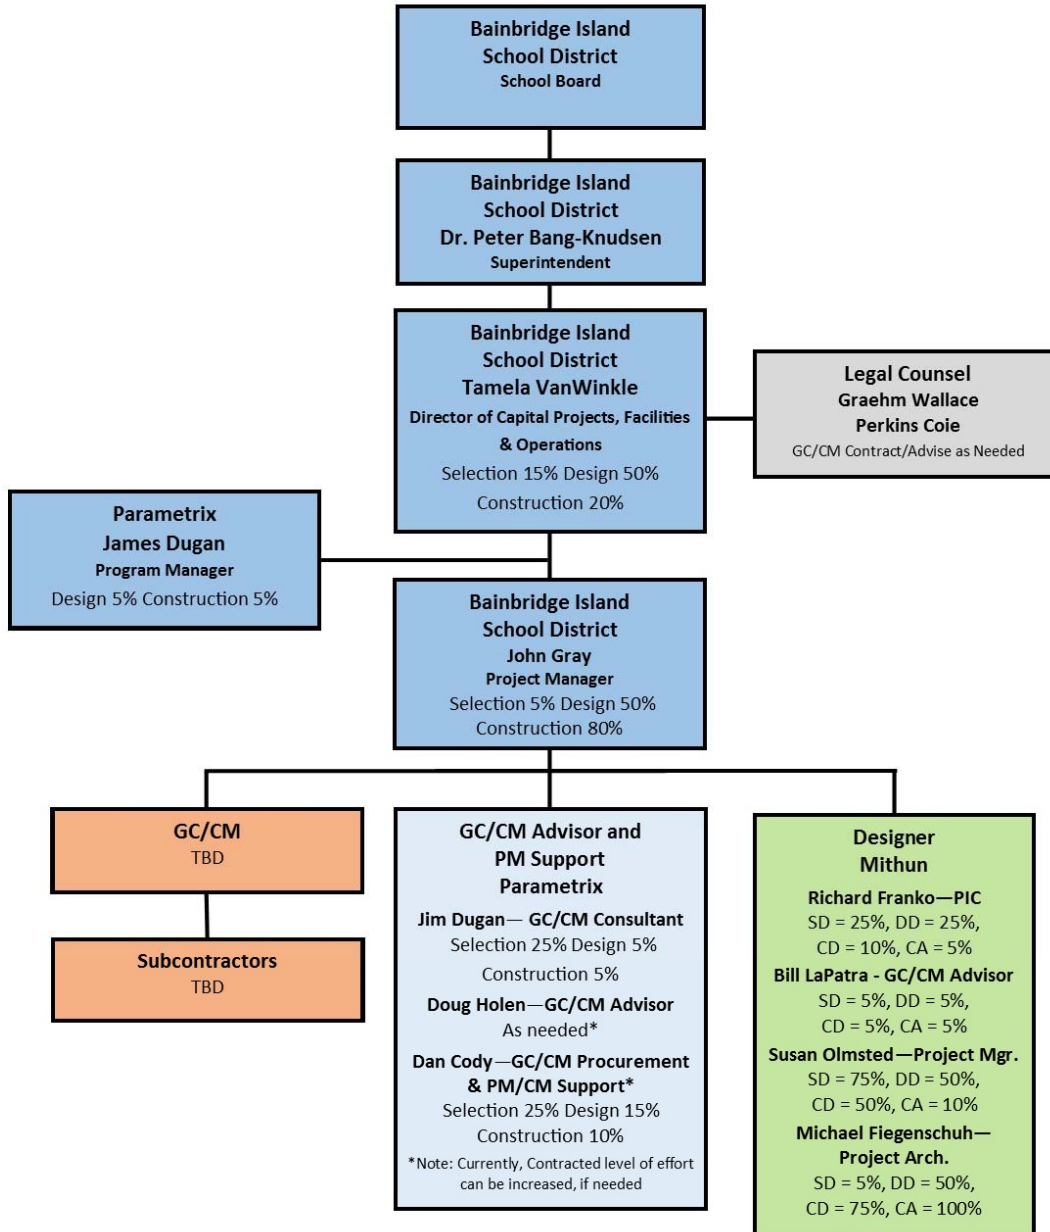 Bainbridge Island
School District
School Board
Bainbridge Island
School District
Dr. Peter Bang-Knudsen
Superintendent
Bainbridge Island
School District
Tamela VanWinkle
Director of Capital Projects, Facilities
& Operations
Selection 15% Design 50%
Construction 20%
Legal Counsel
Graehm Wallace
Perkins Coie
GC/CM Contract/Advise as Needed
Parametrix
James Dugan
Program Manager
Design 5% Construction 5%
Bainbridge Island
School District
John Gray
Project Manager
Selection 5% Design 50%
Construction 80%
GC/CM
TBD
Subcontractors
TBD
GC/CM Advisor and
PM Support
Parametrix
Jim Dugan— GC/CM Consultant
Selection 25% Design 5%
Construction 5%
Doug Holen—GC/CM Advisor
As needed*
Dan Cody—GC/CM Procurement
& PM/CM Support*
Selection 25% Design 15%
Construction 10%
*Note: Currently, Contracted level of effort
can be increased, if needed
Designer
Mithun
Richard Franko—PIC
SD = 25%, DD = 25%,
CD = 10%, CA = 5%
Bill LaPatra - GC/CM Advisor
SD = 5%, DD = 5%,
CD = 5%, CA = 5%
Susan Olmsted—Project Mgr.
SD = 75%, DD = 50%,
CD = 50%, CA = 10%
Michael Fiegenschuh—
Project Arch.
SD = 5%, DD = 50%,
CD = 75%, CA = 100%